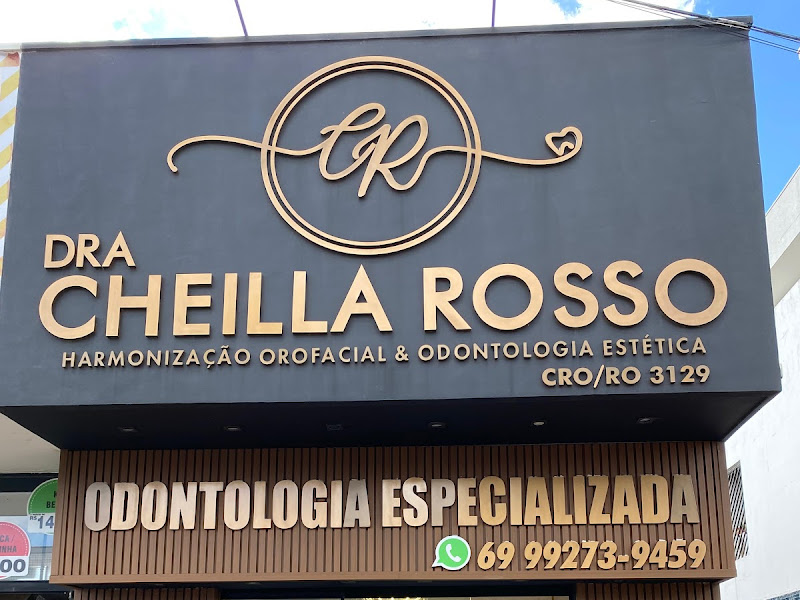 CR
DRA
CHEILLA ROSSO
HARMONIZAÇÃO OROFACIAL & ODONTOLOGIA ESTÉTICA
CRO/RO 3129
ODONTOLOGIA ESPECIALIZADA
69 99273-9459